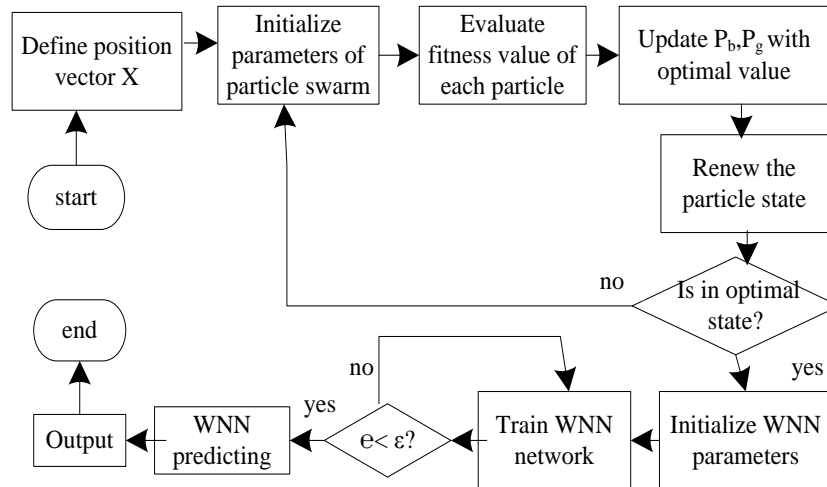 Define position
vector X
Initialize
parameters of
particle swarm
Evaluate
fitness value of
each particle
Update Pb,Pg with
optimal value
start
Renew the
particle state
no
Is in optimal
state?
end
no
yes
yes
Output
WNN
predicting
e< ε?
Train WNN
network
Initialize WNN
parameters